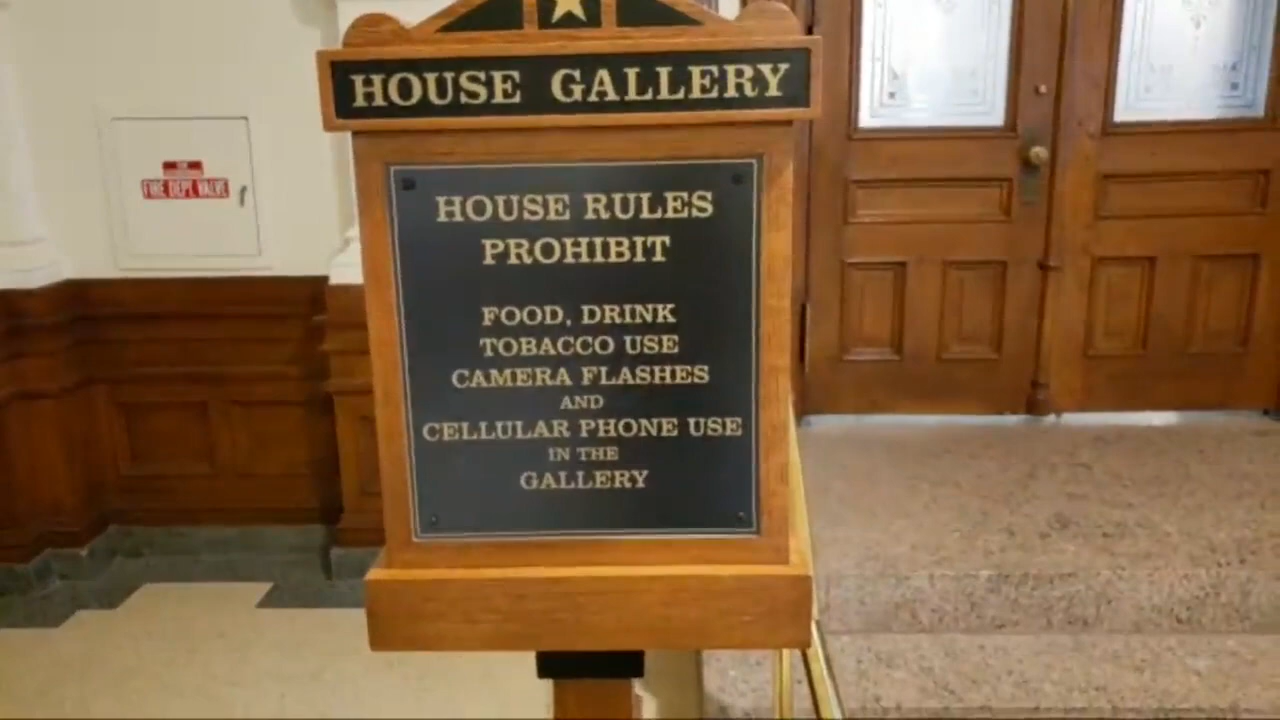 HOUSE GALLERY
HOUSE RULES
PROHIBIT
FOOD, DRINK
TOBACCO USE
CAMERA FLASHES
AND
CELLULAR PHONE USE
IN THE
GALLERY
FIRE DEPT. VALVE